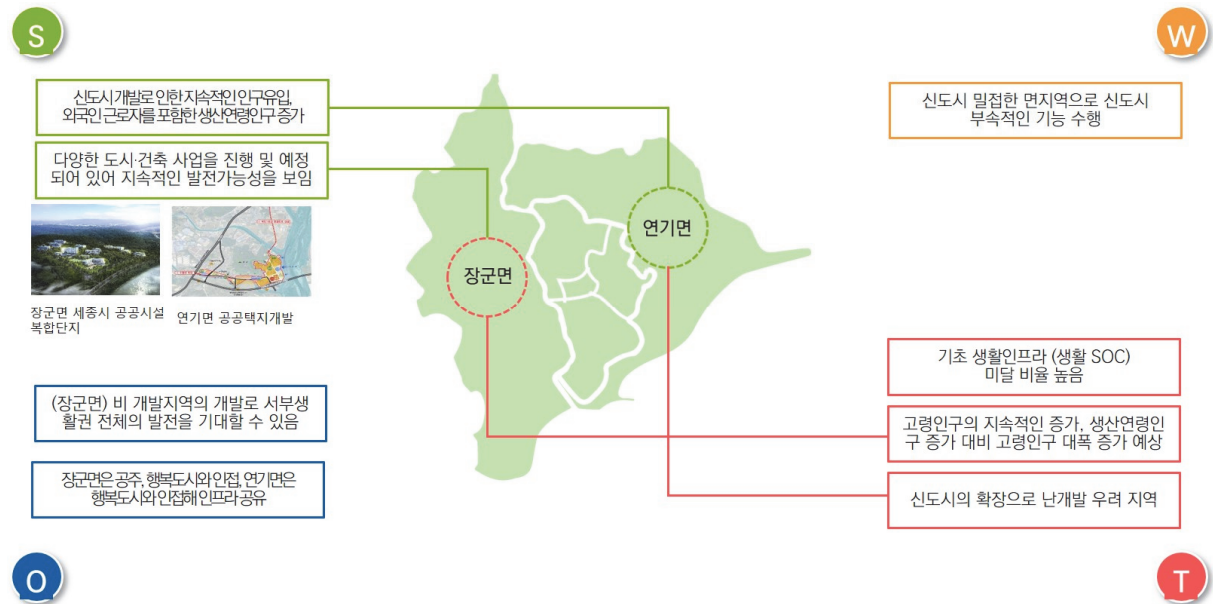 S
W
신도시 개발로 인한 지속적인 인구유입,
외국인 근로자를 포함한 생산연령인구 증가
신도시 밀접한 면지역으로 신도시
부속적인 기능 수행
다양한 도시·건축 사업을 진행 및 예정
되어 있어 지속적인 발전가능성을 보임
연기면
장군면
장군면 세종시 공공시설
복합단지
연기면 공공택지개발
기초 생활인프라 (생활 SOC)
미달 비율 높음
(장군면) 비 개발지역의 개발로 서부생
활권 전체의 발전을 기대할 수 있음
고령인구의 지속적인 증가, 생산연령인
구 증가 대비 고령인구 대폭 증가 예상
장군면은 공주, 행복도시와 인접, 연기면은
행복도시와 인접해 인프라 공유
신도시의 확장으로 난개발 우려 지역
O
T